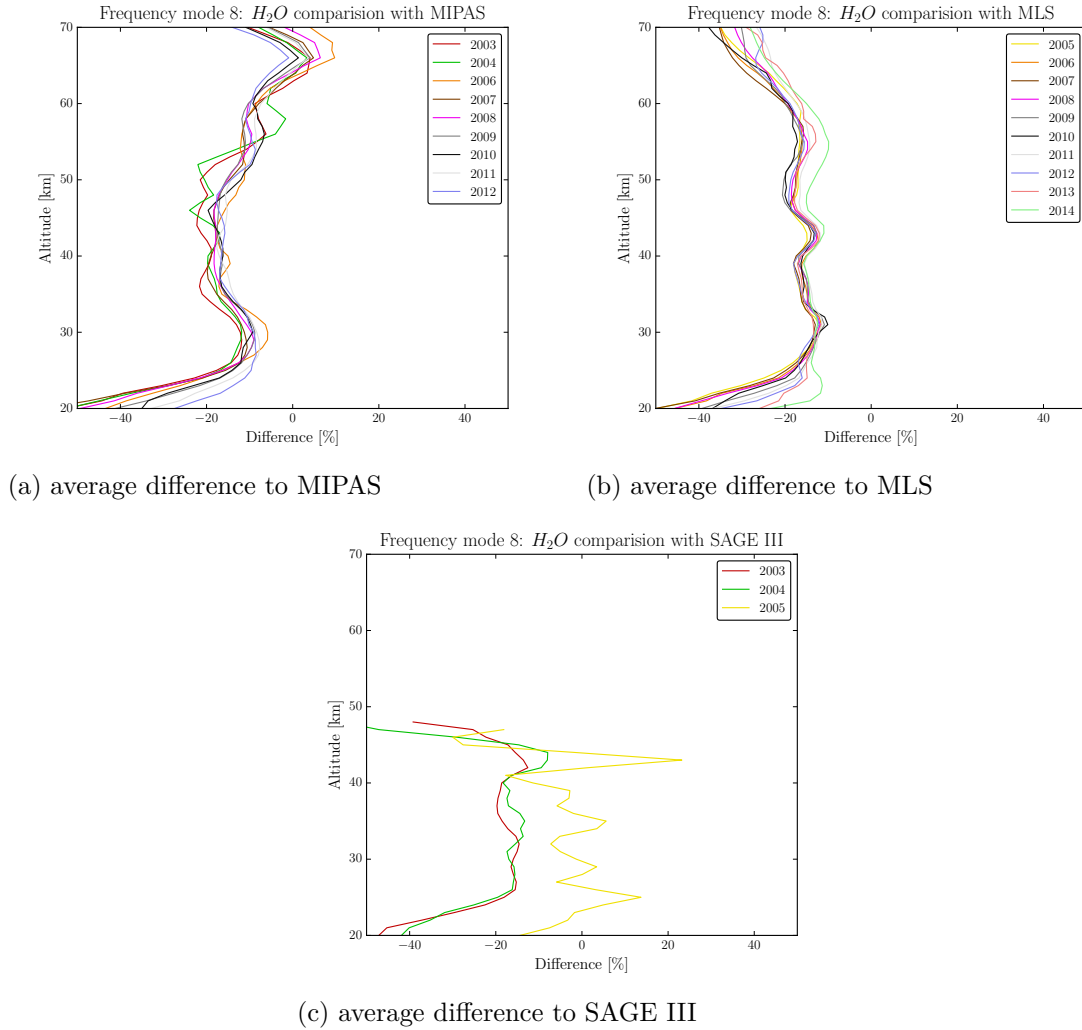 Frequency mode 8: H₂O comparision with MIPAS
70
60
50
40
30
20
Altitude [km]
−40 −20 0 20 40
Difference [%]
2003
2004
2006
2007
2008
2009
2010
2011
2012
(a) average difference to MIPAS
Frequency mode 8: H₂O comparision with MLS
70
60
50
40
30
20
Altitude [km]
−40 −20 0 20 40
Difference [%]
2005
2006
2007
2008
2009
2010
2011
2012
2013
2014
(b) average difference to MLS
Frequency mode 8: H₂O comparision with SAGE III
70
60
50
40
30
20
Altitude [km]
−40 −20 0 20 40
Difference [%]
2003
2004
2005
(c) average difference to SAGE III